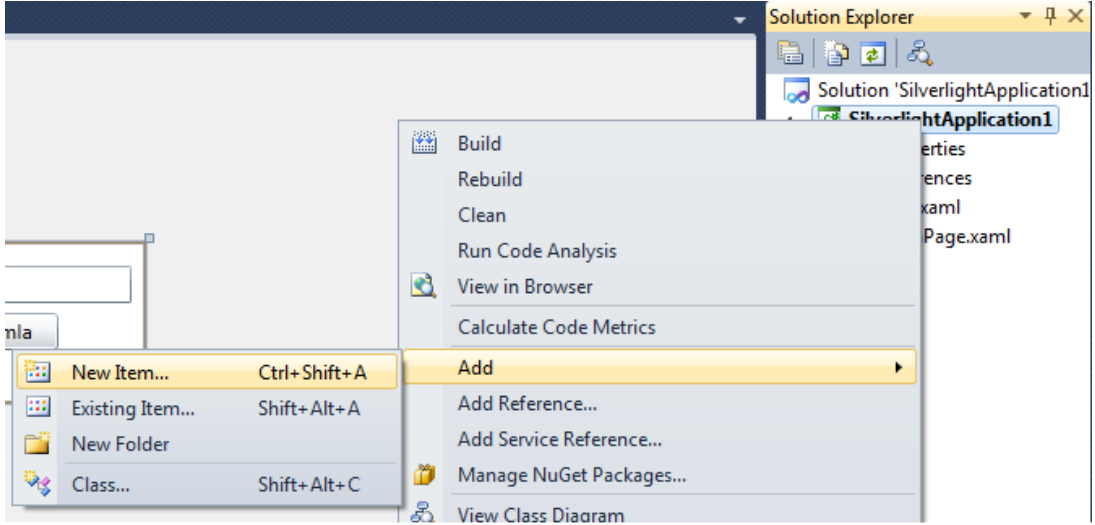 Solution Explorer
Solution 'SilverlightApplication1
SilverlightApplication1
erties
ences
xaml
Page.xaml
Build
Rebuild
Clean
Run Code Analysis
View in Browser
Calculate Code Metrics
Add
Add Reference...
Add Service Reference...
Manage NuGet Packages...
View Class Diagram
mla
New Item... Ctrl+Shift+A
Existing Item... Shift+Alt+A
New Folder
Class... Shift+Alt+C